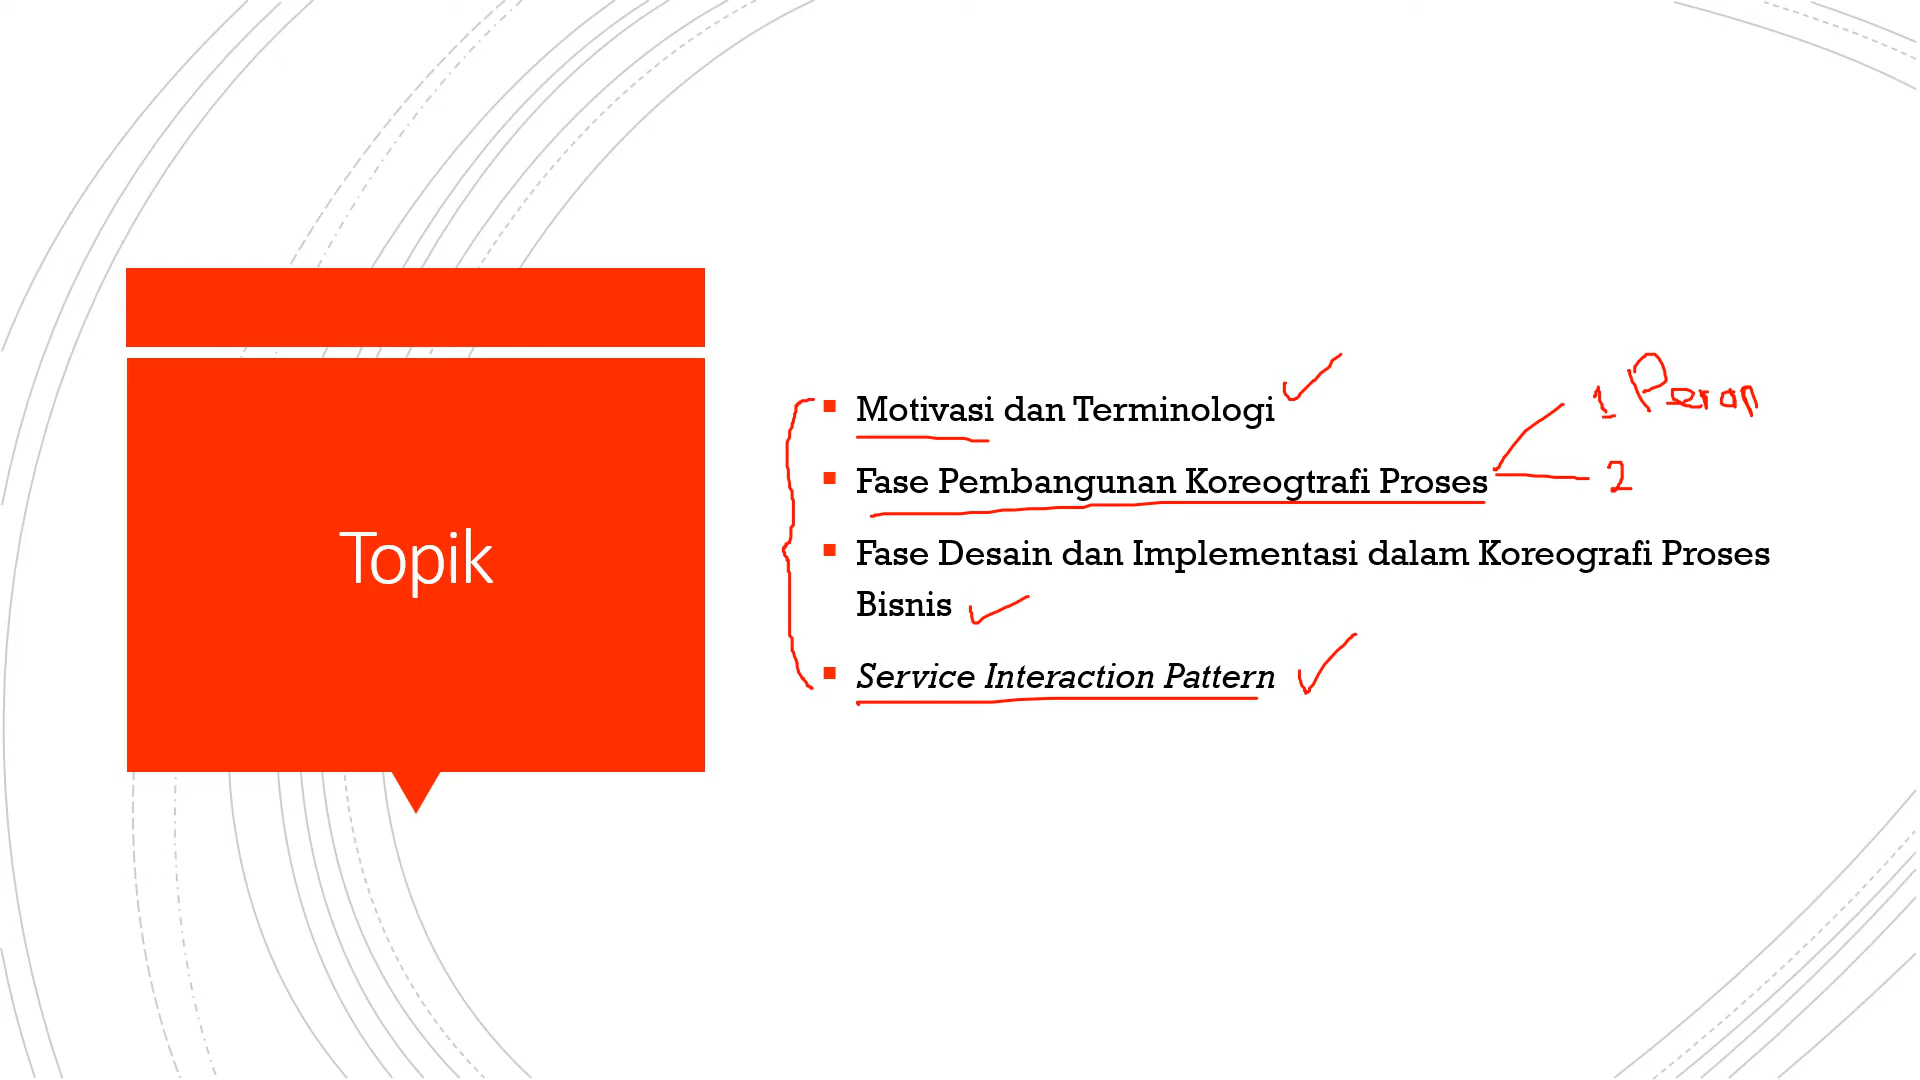 Topik
Motivasi dan Terminologi
1 Peran
Fase Pembangunan Koreogtrafi Proses
2
Fase Desain dan Implementasi dalam Koreografi Proses
Bisnis
Service Interaction Pattern